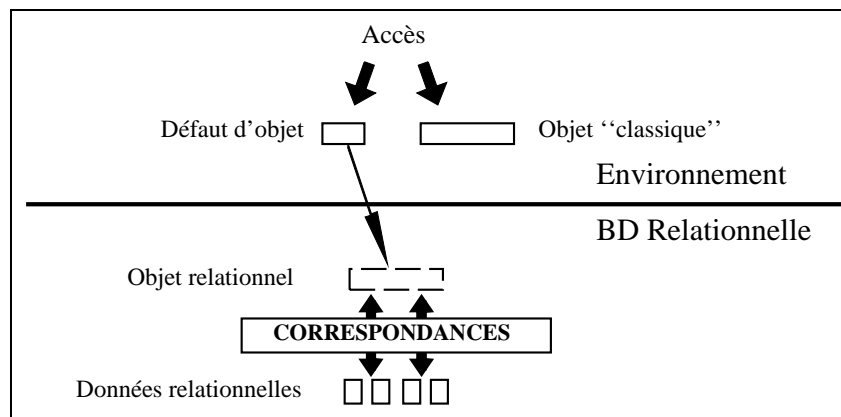 Accès
Défaut d'objet
Objet ‘‘classique’’
Environnement
BD Relationnelle
Objet relationnel
CORRESPONDANCES
Données relationnelles